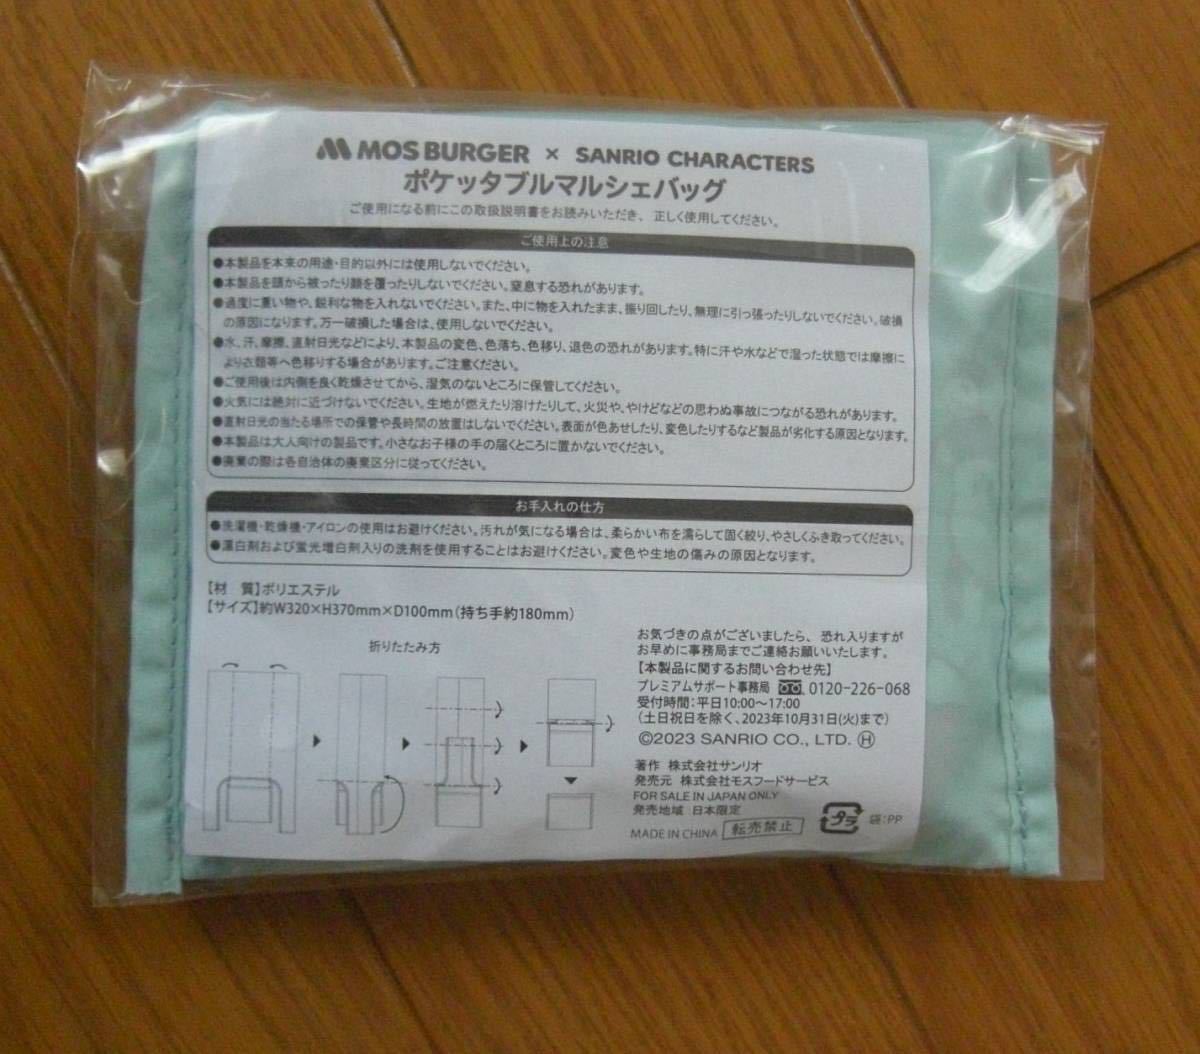 MOS BURGER × SANRIO CHARACTERS
ポケッタブルマルシェバッグ
ご使用になる前にこの取扱説明書をお読みいただき、正しく使用してください。
ご使用上の注意
●本製品を本来の用途・目的以外には使用しないでください。
●本製品を頭から被ったり顔を覆ったりしないでください。窒息する恐れがあります。
●過度に重い物や、鋭利な物を入れないでください。また、中に物を入れたまま、振り回したり、無理に引っ張ったりしないでください。破損
の原因になります。万一破損した場合は、使用しないでください。
●水、汗、摩擦、直射日光などにより、本製品の変色、色落ち、色移り、退色の恐れがあります。特に汗や水などで湿った状態では摩擦に
より衣類等へ色移りする場合があります。ご注意ください。
●ご使用後は内側を良く乾燥させてから、湿気のないところに保管してください。
●火気には絶対に近づけないでください。生地が燃えたり溶けたりして、火災や、やけどなどの思わぬ事故につながる恐れがあります。
●直射日光の当たる場所での保管や長時間の放置はしないでください。表面が色あせしたり、変色したりするなど製品が劣化する原因となります。
●本製品は大人向けの製品です。小さなお子様の手の届くところに置かないでください。
●廃棄の際は各自治体の廃棄区分に従ってください。
お手入れの仕方
●洗濯機・乾燥機・アイロンの使用はお避けください。汚れが気になる場合は、柔らかい布を濡らして固く絞り、やさしくふき取ってください。
●漂白剤および蛍光増白剤入りの洗剤を使用することはお避けください。変色や生地の傷みの原因となります。
【材 質】ポリエステル
【サイズ】約W320×H370mm×D100mm(持ち手約180mm)
折りたたみ方
お気づきの点がございましたら、恐れ入りますが
お早めに事務局までご連絡お願いいたします。
【本製品に関するお問い合わせ先】
プレミアムサポート事務局 0120-226-068
受付時間:平日10:00～17:00
(土日祝日を除く、2023年10月31日(火)まで)
©2023 SANRIO CO., LTD. Ⓗ
著作 株式会社サンリオ
発売元 株式会社モスフードサービス
FOR SALE IN JAPAN ONLY
発売地域 日本限定
MADE IN CHINA 転売禁止 プラ 袋:PP